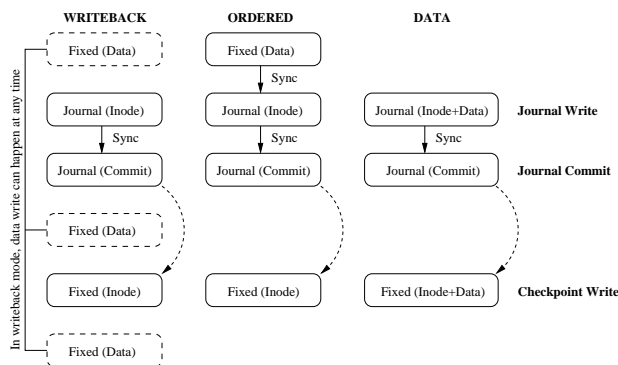 WRITEBACK ORDERED DATA
Fixed (Data) Fixed (Data)
Sync
Journal (Inode) Journal (Inode) Journal (Inode+Data) Journal Write
Sync Sync Sync
Journal (Commit) Journal (Commit) Journal (Commit) Journal Commit
Fixed (Data)
Fixed (Inode) Fixed (Inode) Fixed (Inode+Data) Checkpoint Write
Fixed (Data)
In writeback mode, data write can happen at any time